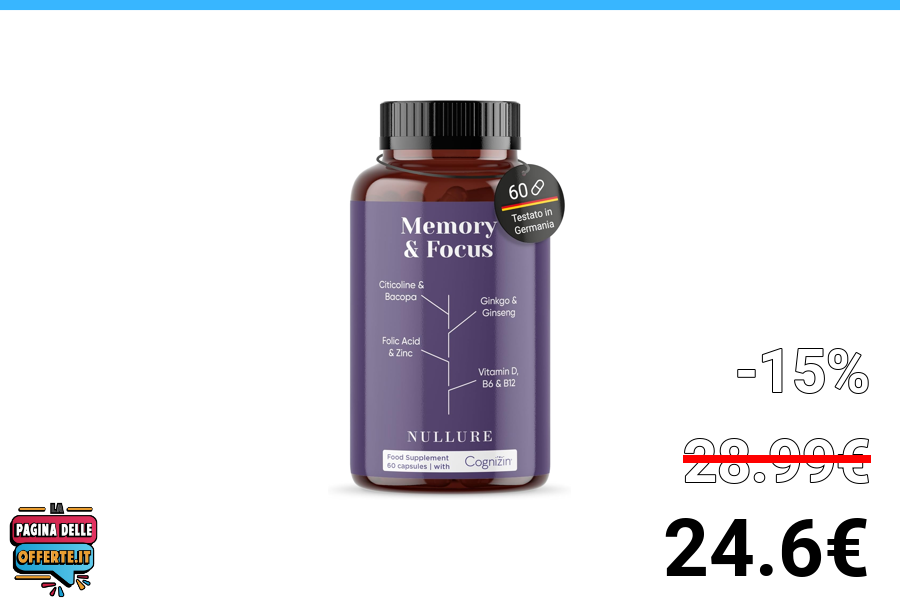 60
Testato in
Germania
Memory
& Focus
Citicoline &
Bacopa
Ginkgo &
Ginseng
Folic Acid
& Zinc
Vitamin D,
B6 & B12
NULLURE
Food Supplement
60 capsules | with
Cognizin
-15%
28.99€
24.6€
LA
PAGINA DELLE
OFFERTE.IT